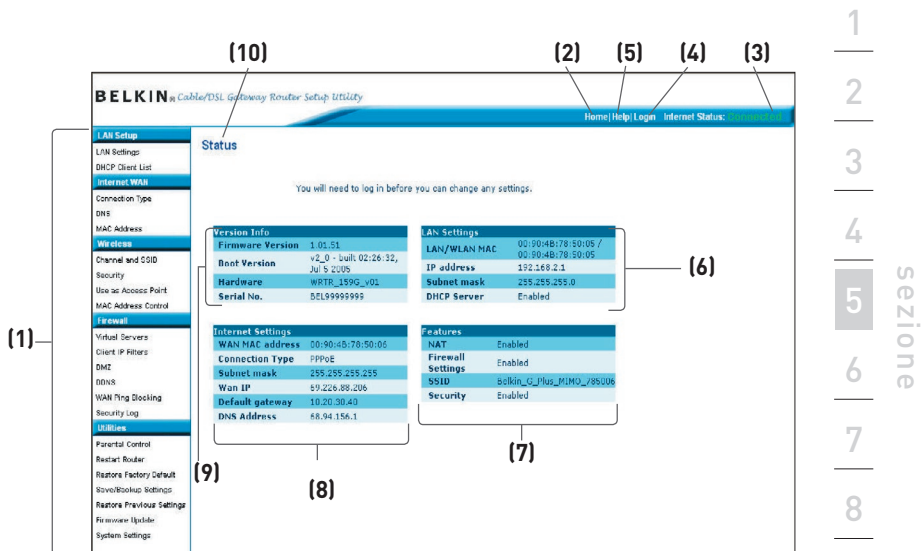 (10) (2) (5) (4) (3)
BELKIN® Cable/DSL Gateway Router Setup Utility
Home|Help|Login Internet Status: Connected
(1)
LAN Setup
LAN Settings
DHCP Client List
Internet WAN
Connection Type
DNS
MAC Address
Wireless
Channel and SSID
Security
Use as Access Point
MAC Address Control
Firewall
Virtual Servers
Client IP Filters
DMZ
DDNS
WAN Ping Blocking
Security Log
Utilities
Parental Control
Restart Router
Restore Factory Default
Save/Backup Settings
Restore Previous Settings
Firmware Update
System Settings
Status
You will need to log in before you can change any settings.
Version Info
Firmware Version 1.01.51
Boot Version v2_0 - built 02:26:32,
Jul 5 2005
Hardware WRTR_159G_v01
Serial No. BEL99999999
(9)
LAN Settings
LAN/WLAN MAC 00:90:4B:78:50:05 /
00:90:4B:78:50:05
IP address 192.168.2.1
Subnet mask 255.255.255.0
DHCP Server Enabled
(6)
Internet Settings
WAN MAC address 00:90:4B:78:50:06
Connection Type PPPoE
Subnet mask 255.255.255.255
Wan IP 69.226.88.206
Default gateway 10.20.30.40
DNS Address 68.94.156.1
(8)
Features
NAT Enabled
Firewall
Settings Enabled
SSID Belkin_G_Plus_MIMO_785006
Security Enabled
(7)
1
2
3
4
5
6
7
8
sezione